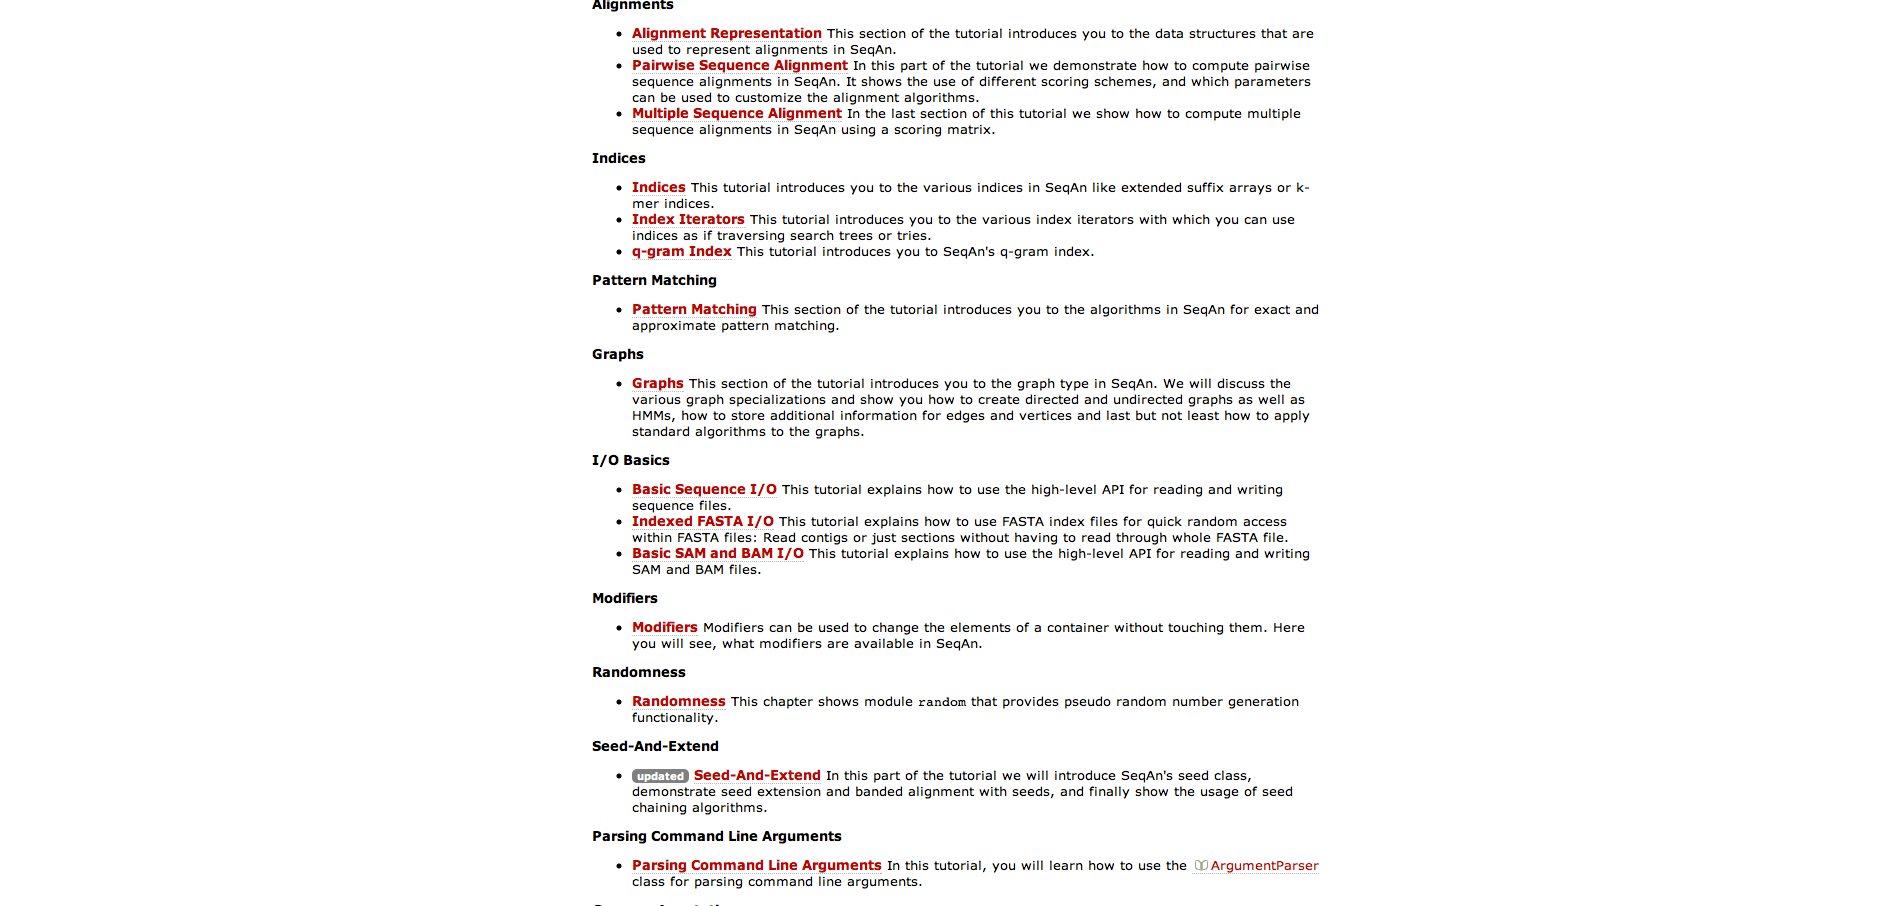 Alignments
Alignment Representation This section of the tutorial introduces you to the data structures that are
used to represent alignments in SeqAn.
Pairwise Sequence Alignment In this part of the tutorial we demonstrate how to compute pairwise
sequence alignments in SeqAn. It shows the use of different scoring schemes, and which parameters
can be used to customize the alignment algorithms.
Multiple Sequence Alignment In the last section of this tutorial we show how to compute multiple
sequence alignments in SeqAn using a scoring matrix.
Indices
Indices This tutorial introduces you to the various indices in SeqAn like extended suffix arrays or k-
mer indices.
Index Iterators This tutorial introduces you to the various index iterators with which you can use
indices as if traversing search trees or tries.
q-gram Index This tutorial introduces you to SeqAn's q-gram index.
Pattern Matching
Pattern Matching This section of the tutorial introduces you to the algorithms in SeqAn for exact and
approximate pattern matching.
Graphs
Graphs This section of the tutorial introduces you to the graph type in SeqAn. We will discuss the
various graph specializations and show you how to create directed and undirected graphs as well as
HMMs, how to store additional information for edges and vertices and last but not least how to apply
standard algorithms to the graphs.
I/O Basics
Basic Sequence I/O This tutorial explains how to use the high-level API for reading and writing
sequence files.
Indexed FASTA I/O This tutorial explains how to use FASTA index files for quick random access
within FASTA files: Read contigs or just sections without having to read through whole FASTA file.
Basic SAM and BAM I/O This tutorial explains how to use the high-level API for reading and writing
SAM and BAM files.
Modifiers
Modifiers Modifiers can be used to change the elements of a container without touching them. Here
you will see, what modifiers are available in SeqAn.
Randomness
Randomness This chapter shows module random that provides pseudo random number generation
functionality.
Seed-And-Extend
updated Seed-And-Extend In this part of the tutorial we will introduce SeqAn's seed class,
demonstrate seed extension and banded alignment with seeds, and finally show the usage of seed
chaining algorithms.
Parsing Command Line Arguments
Parsing Command Line Arguments In this tutorial, you will learn how to use the ArgumentParser
class for parsing command line arguments.